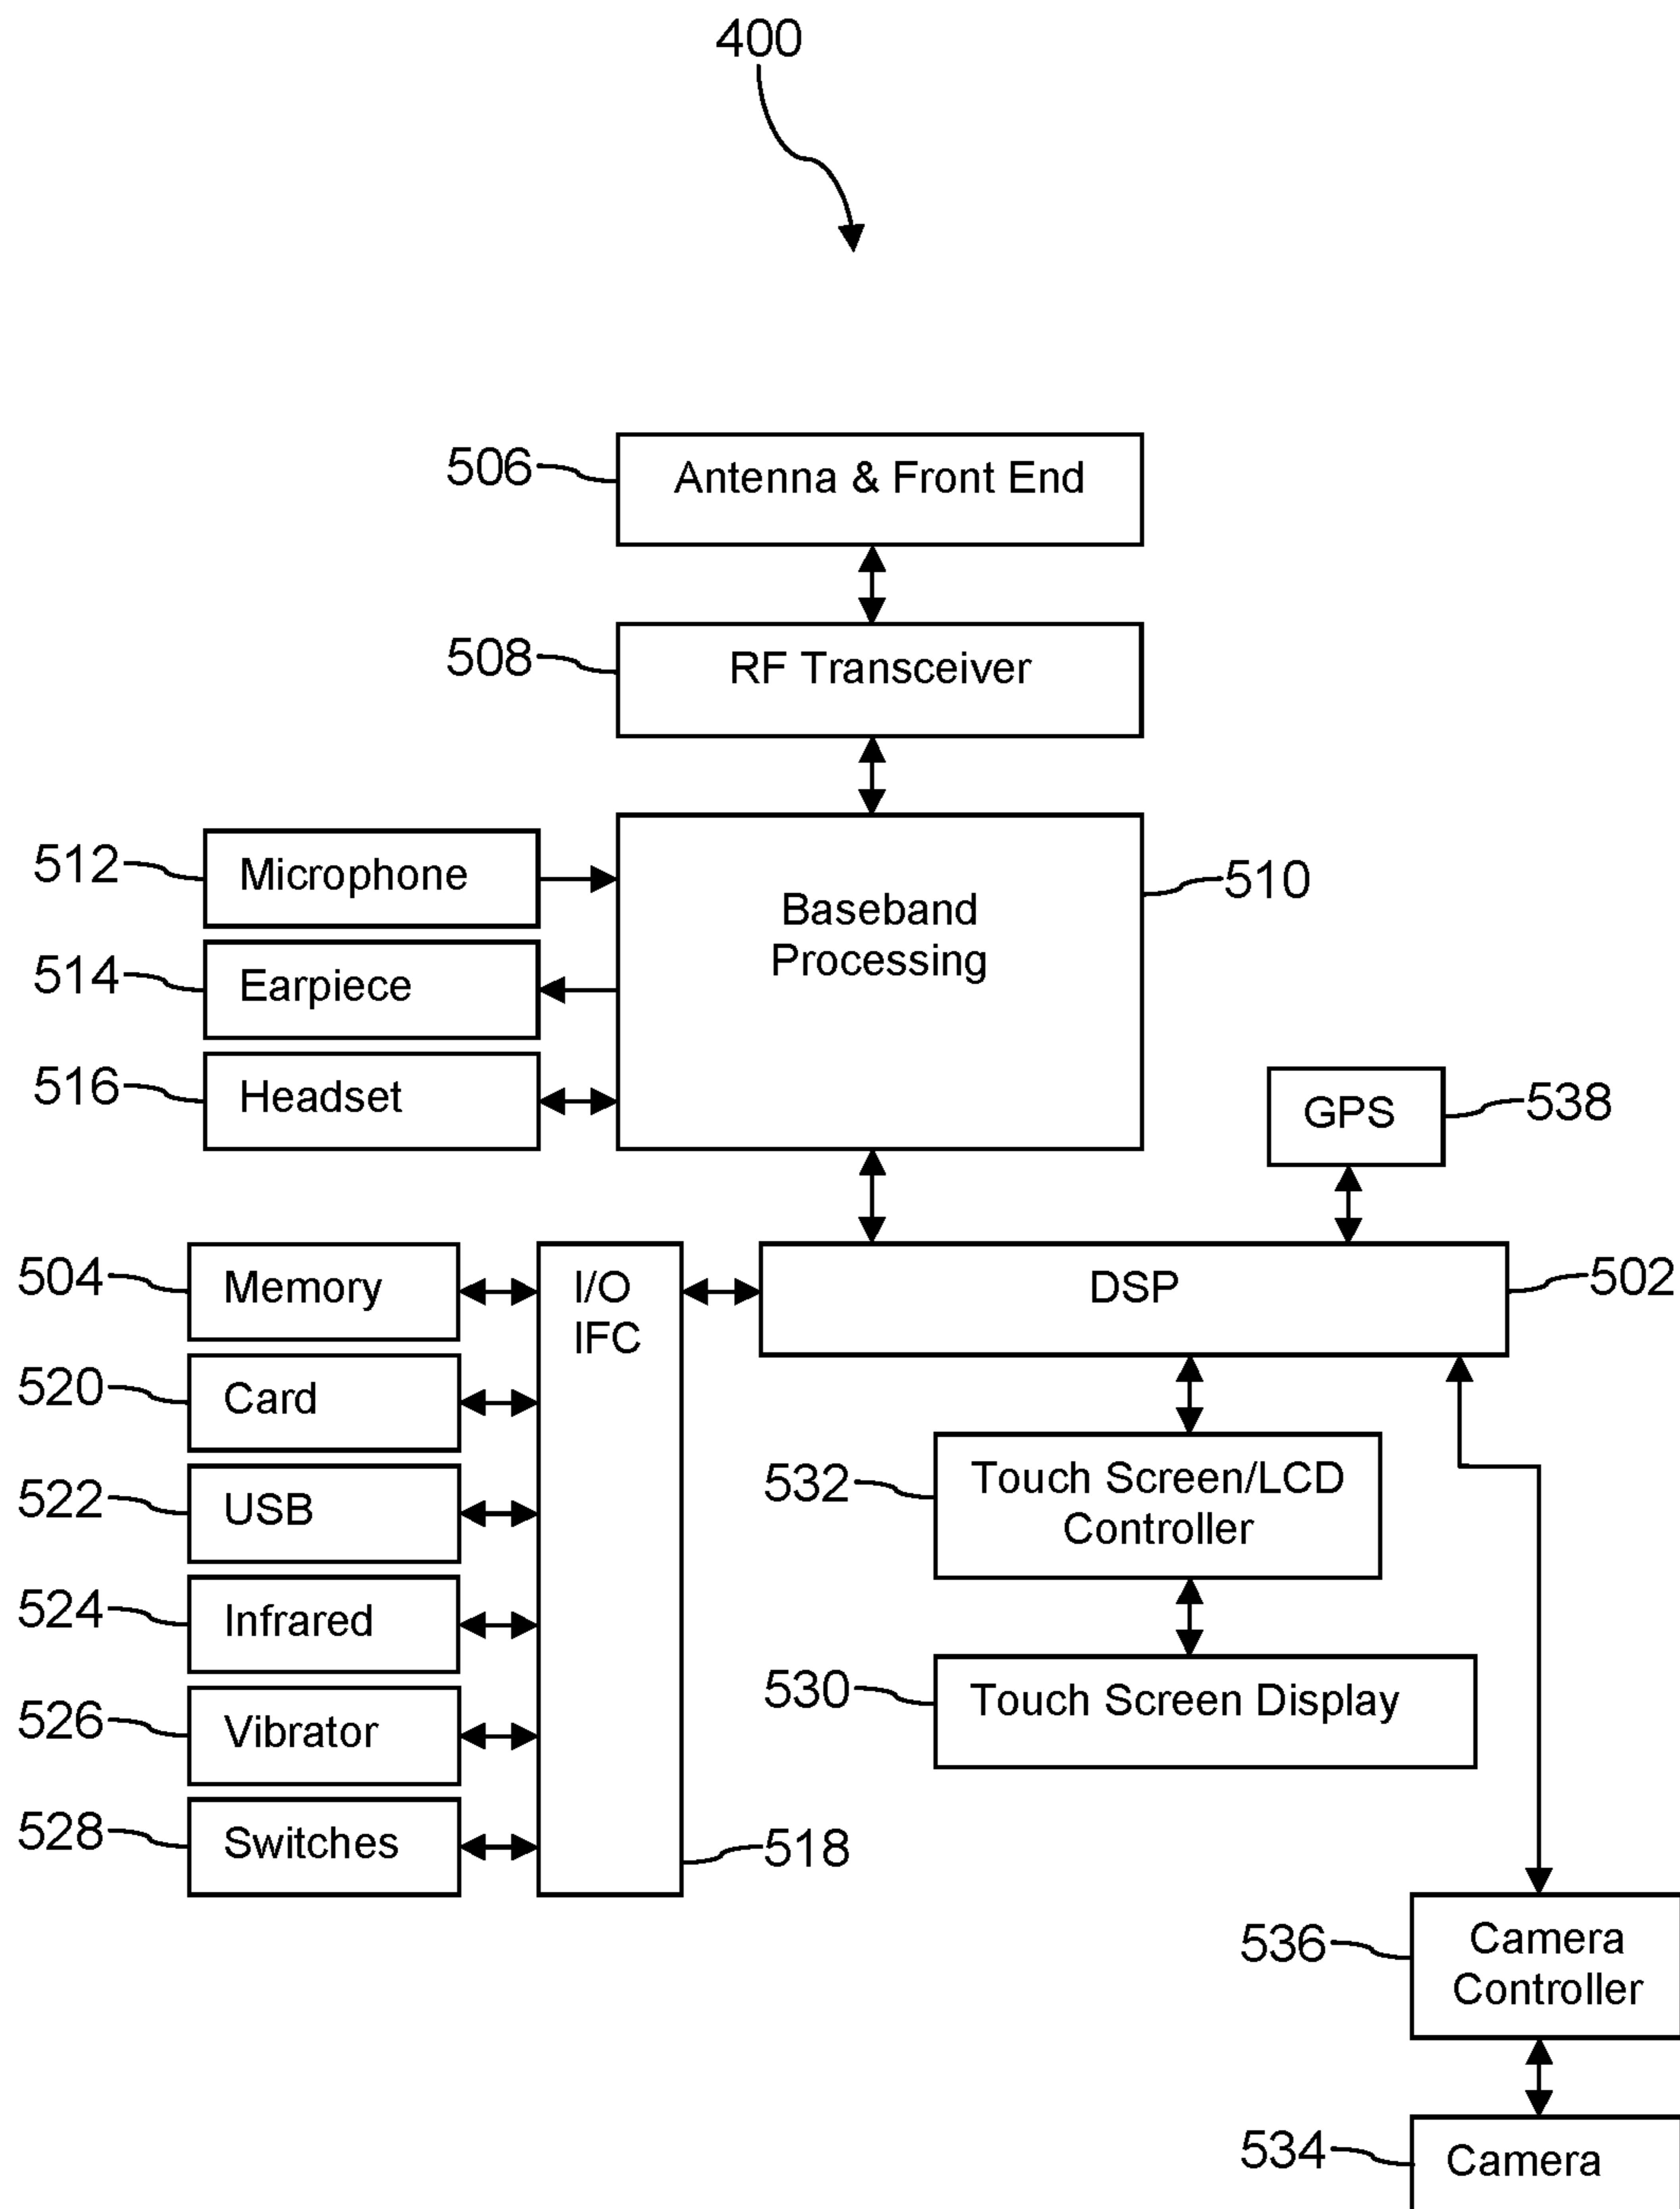 400
506
Antenna & Front End
508
RF Transceiver
512
Microphone
Baseband
Processing
510
514
Earpiece
516
Headset
GPS
538
504
Memory
I/O
IFC
DSP
502
520
Card
522
USB
532
Touch Screen/LCD
Controller
524
Infrared
526
Vibrator
530
Touch Screen Display
528
Switches
518
536
Camera
Controller
534
Camera